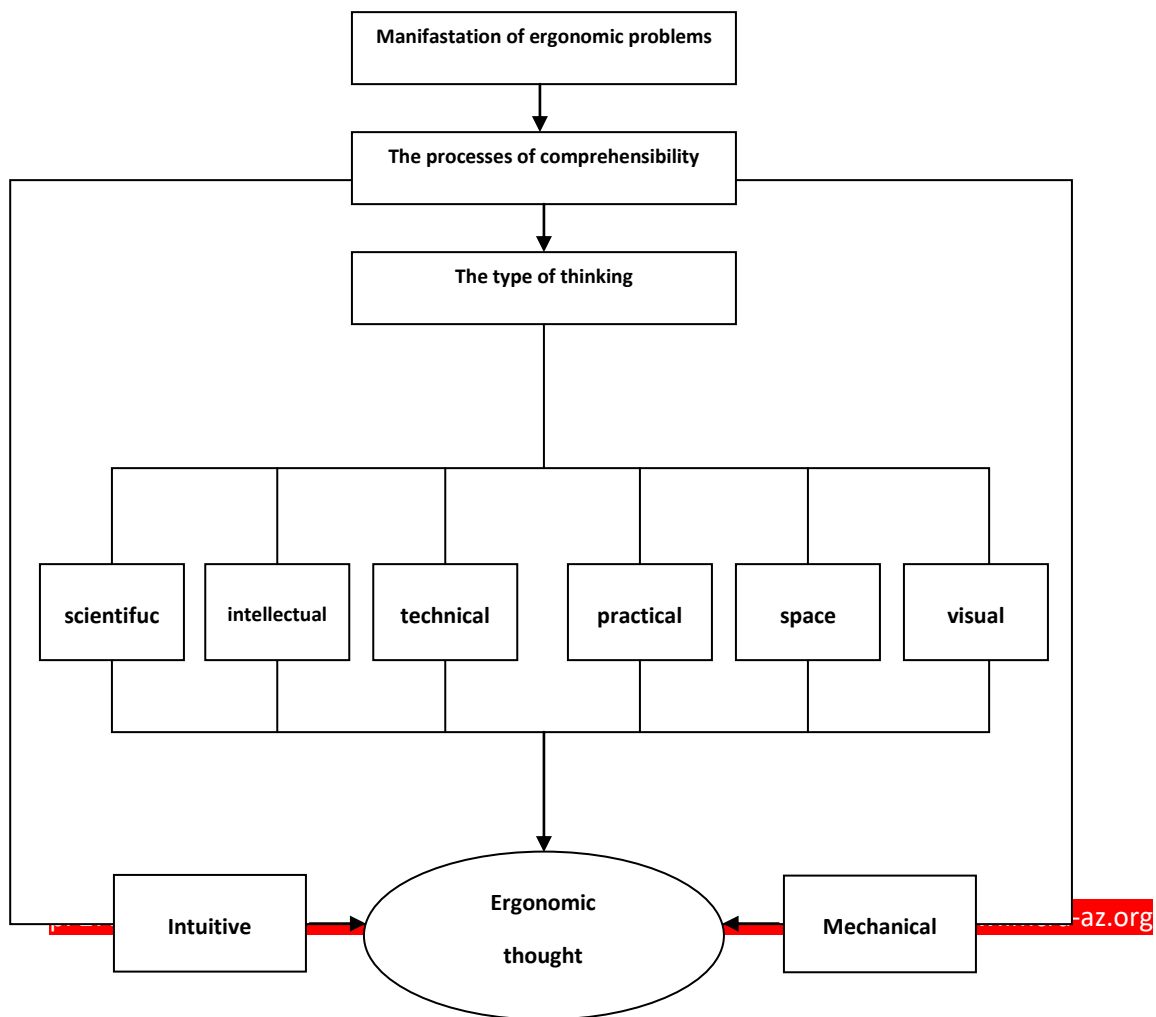 Manifastation of ergonomic problems
The processes of comprehensibility
The type of thinking
scientifuc
intellectual
technical
practical
space
visual
Intuitive
Ergonomic
thought
Mechanical
-az.org